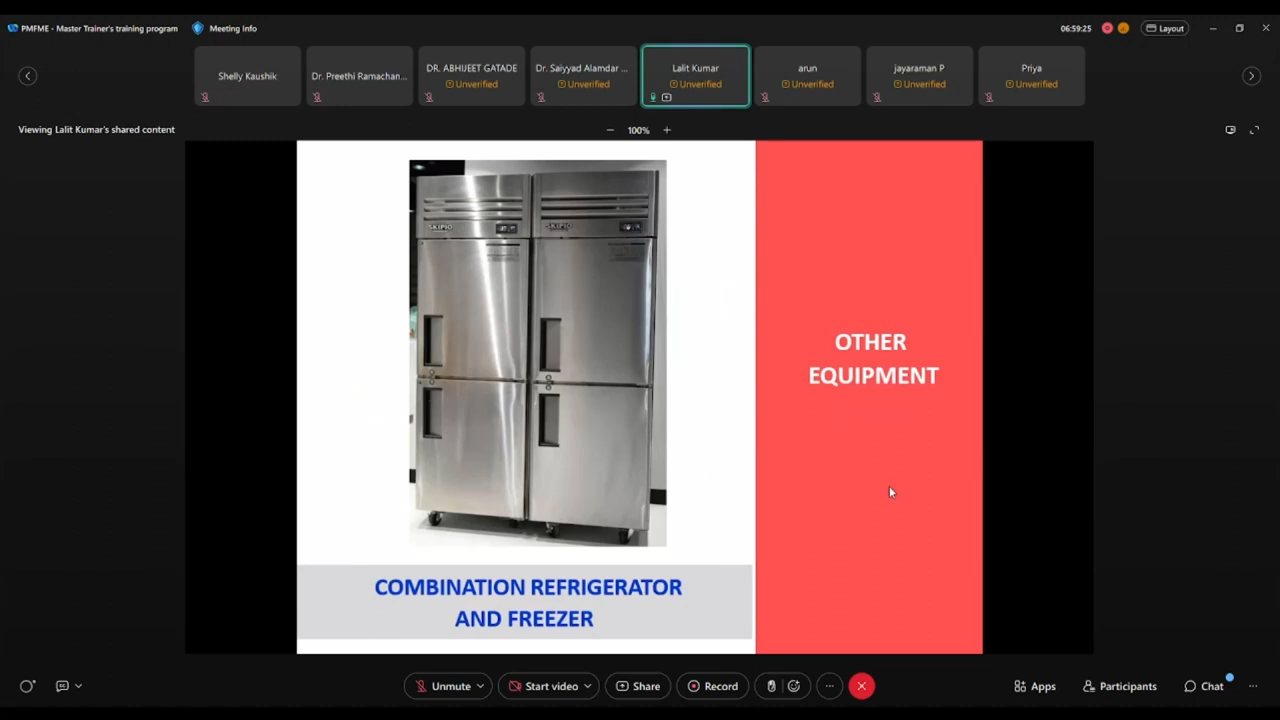 PMFME - Master Trainer's training program
Meeting Info
06:59:25
Layout
Shelly Kaushik
Dr. Preethi Ramachan...
DR. ABHIJEET GATADE
Unverified
Dr. Saiyyad Alamdar ...
Unverified
Lalit Kumar
Unverified
arun
Unverified
jayaraman P
Unverified
Priya
Unverified
Viewing Lalit Kumar's shared content
100%
SKIPIO
SKIPIO
OTHER
EQUIPMENT
COMBINATION REFRIGERATOR
AND FREEZER
Unmute
Start video
Share
Record
Apps
Participants
Chat